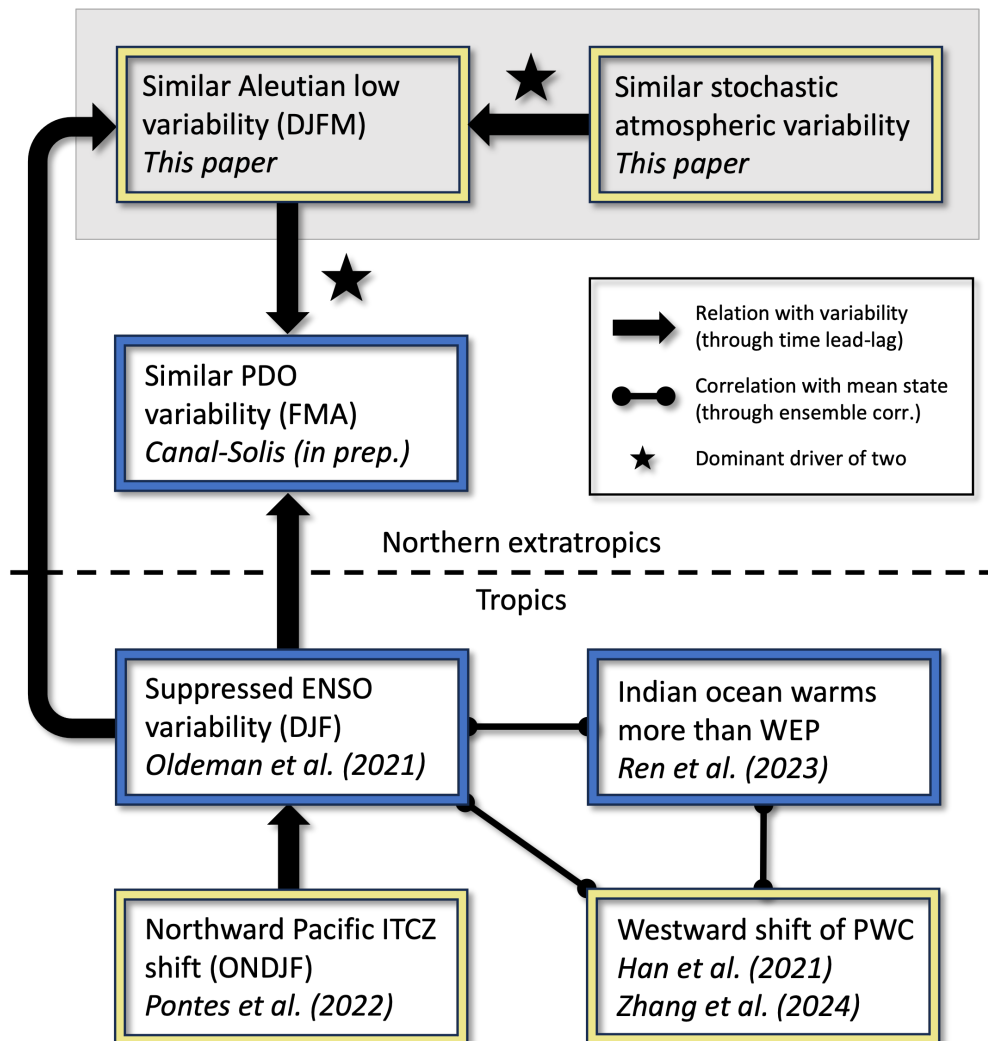 Similar Aleutian low
variability (DJFM)
This paper
Similar stochastic
atmospheric variability
This paper
Relation with variability
(through time lead-lag)
Correlation with mean state
(through ensemble corr.)
Dominant driver of two
Similar PDO
variability (FMA)
Canal-Solis (in prep.)
Northern extratropics
Tropics
Suppressed ENSO
variability (DJF)
Oldeman et al. (2021)
Indian ocean warms
more than WEP
Ren et al. (2023)
Northward Pacific ITCZ
shift (ONDJF)
Pontes et al. (2022)
Westward shift of PWC
Han et al. (2021)
Zhang et al. (2024)